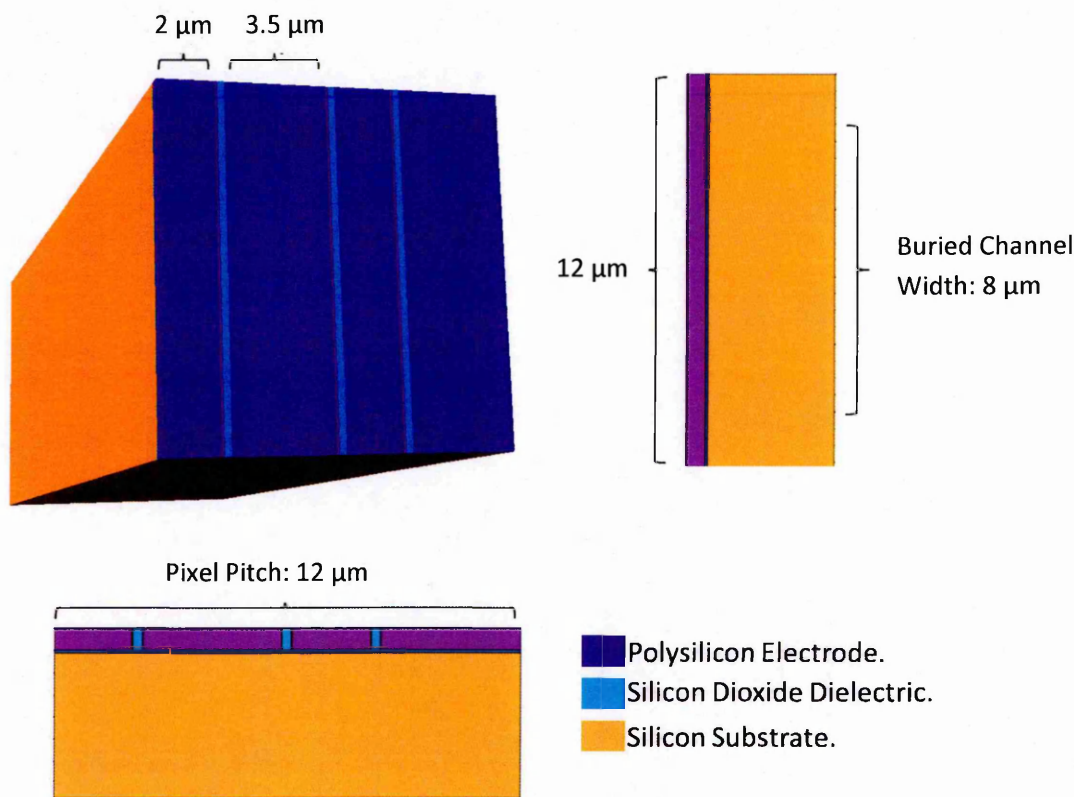 2 μm
3.5 μm
12 μm
Buried Channel
Width: 8 μm
Pixel Pitch: 12 μm
Polysilicon Electrode.
Silicon Dioxide Dielectric.
Silicon Substrate.